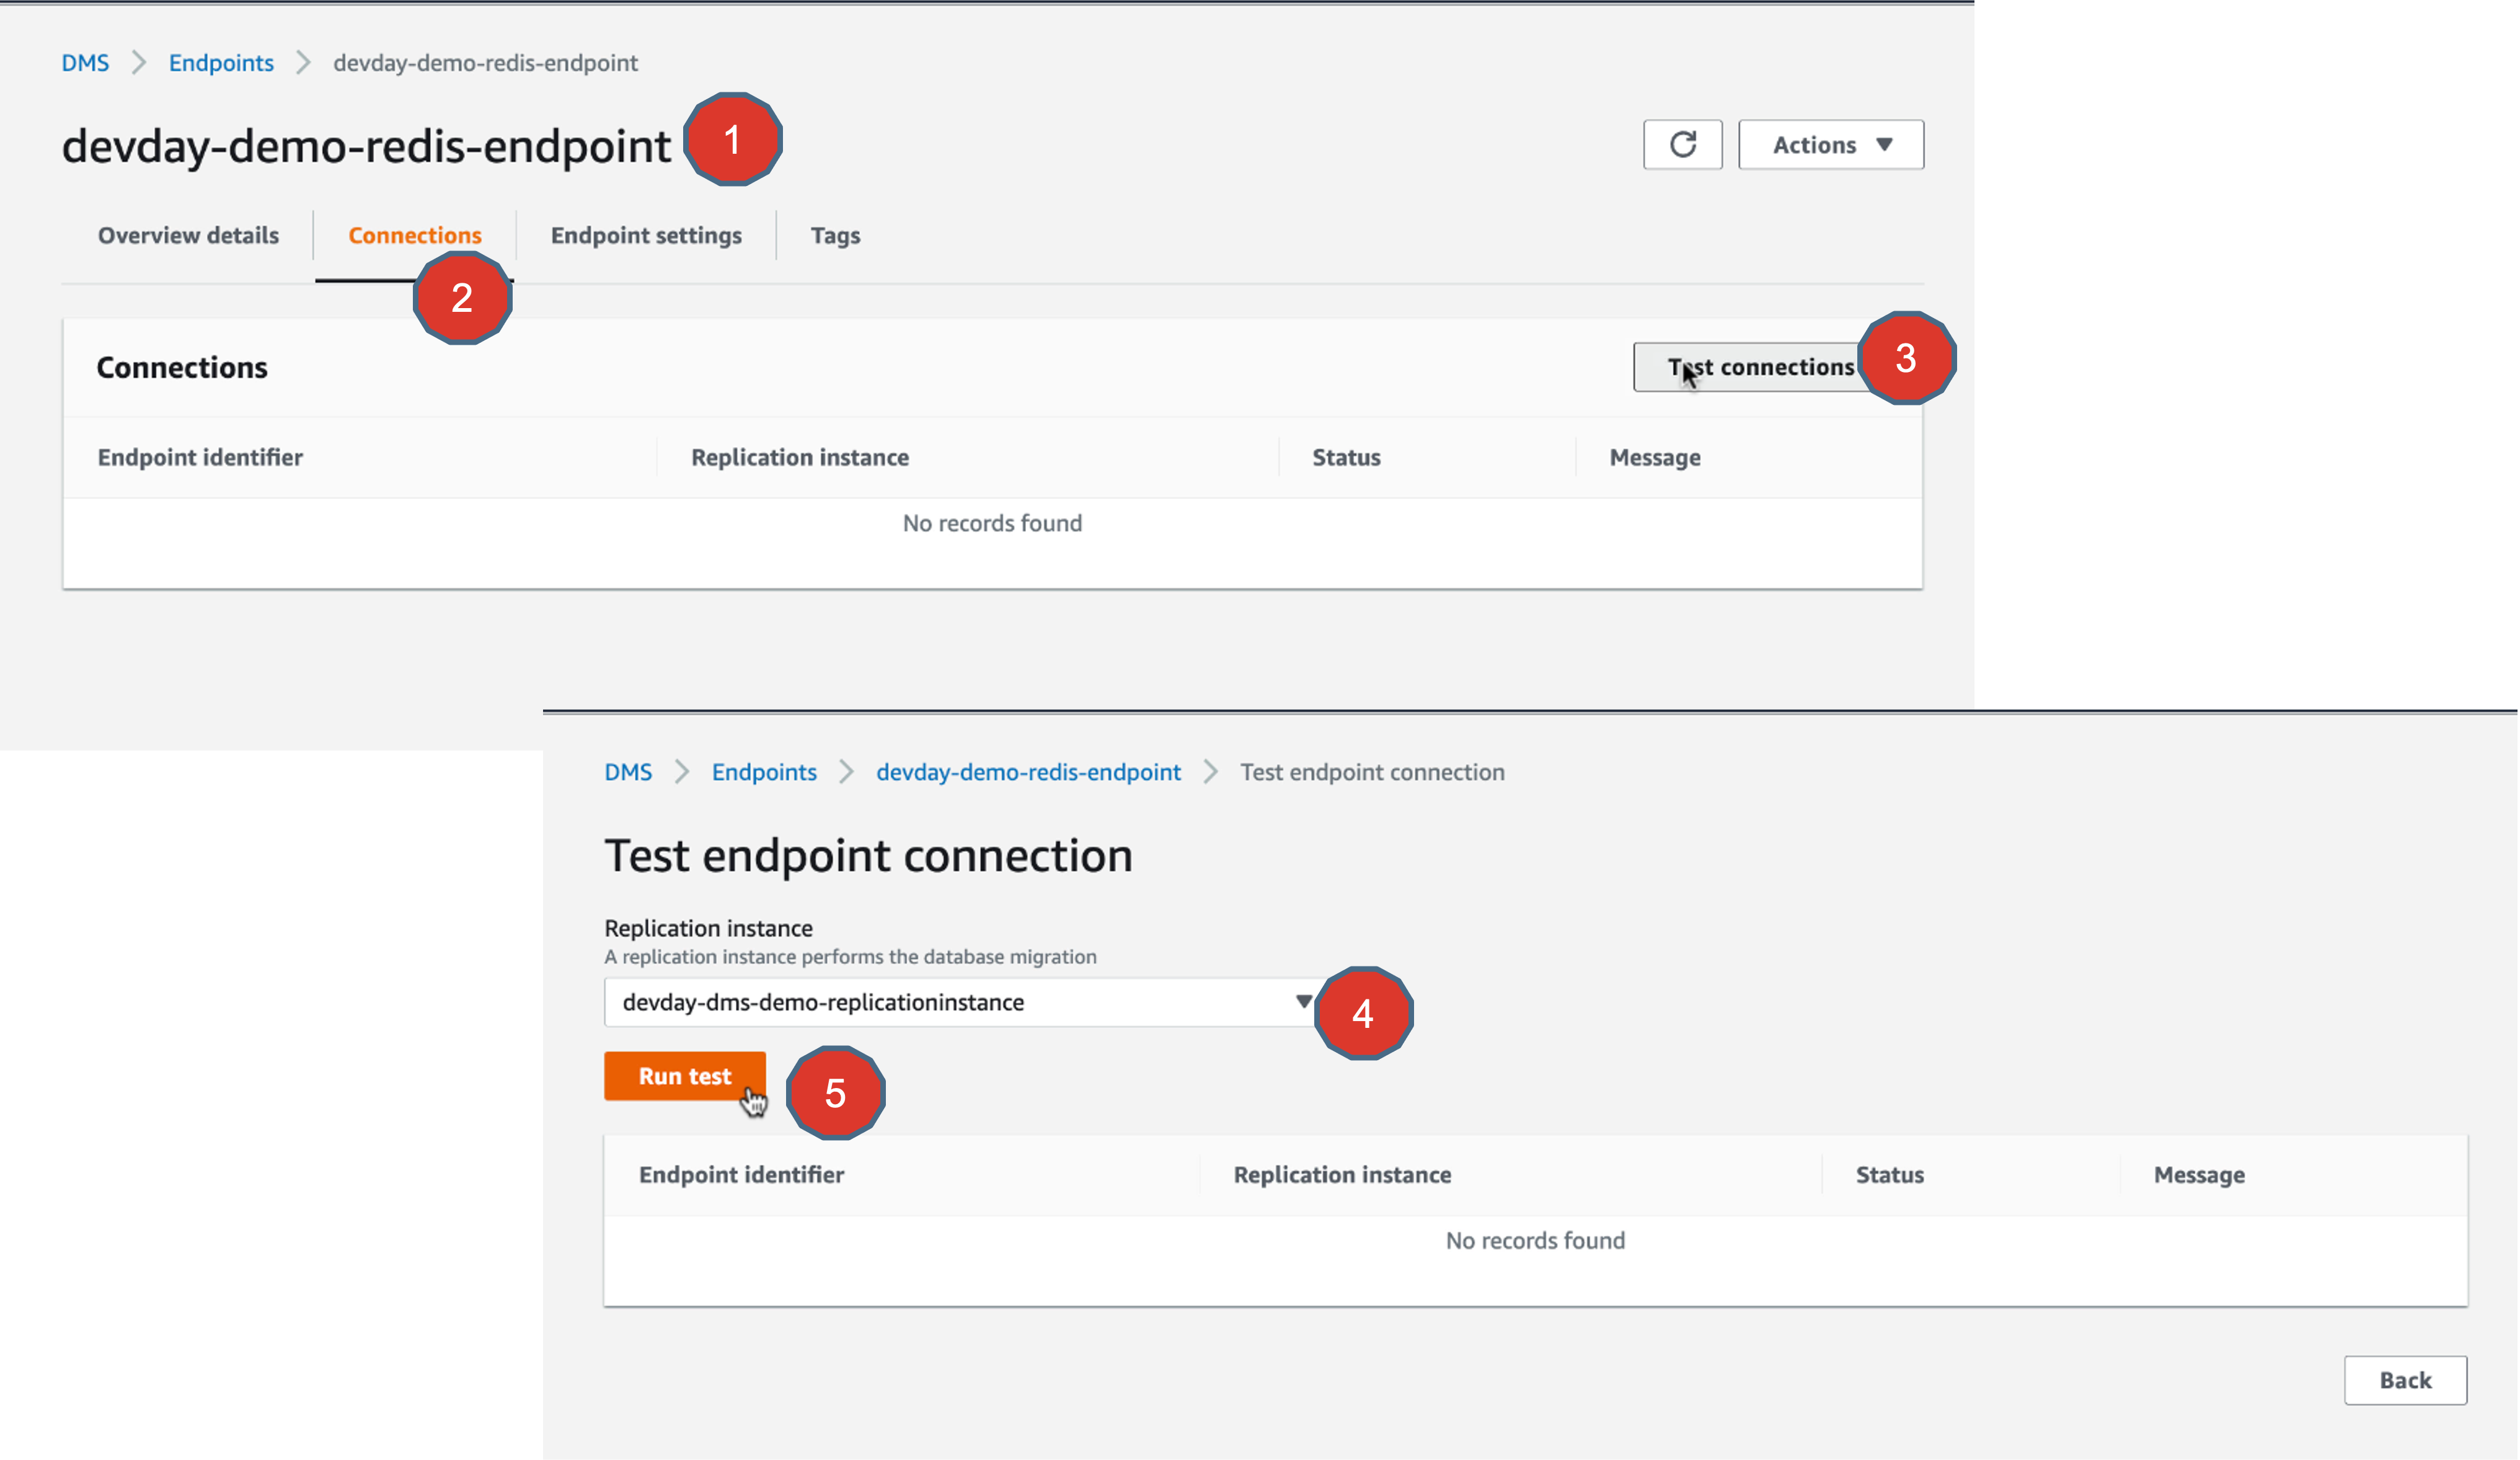 DMS > Endpoints > devday-demo-redis-endpoint
devday-demo-redis-endpoint 1
Actions
Overview details Connections Endpoint settings Tags
2
Connections Test connections 3
Endpoint identifier Replication instance Status Message
No records found
DMS > Endpoints > devday-demo-redis-endpoint > Test endpoint connection
Test endpoint connection
Replication instance
A replication instance performs the database migration
devday-dms-demo-replicationinstance 4
Run test 5
Endpoint identifier Replication instance Status Message
No records found
Back